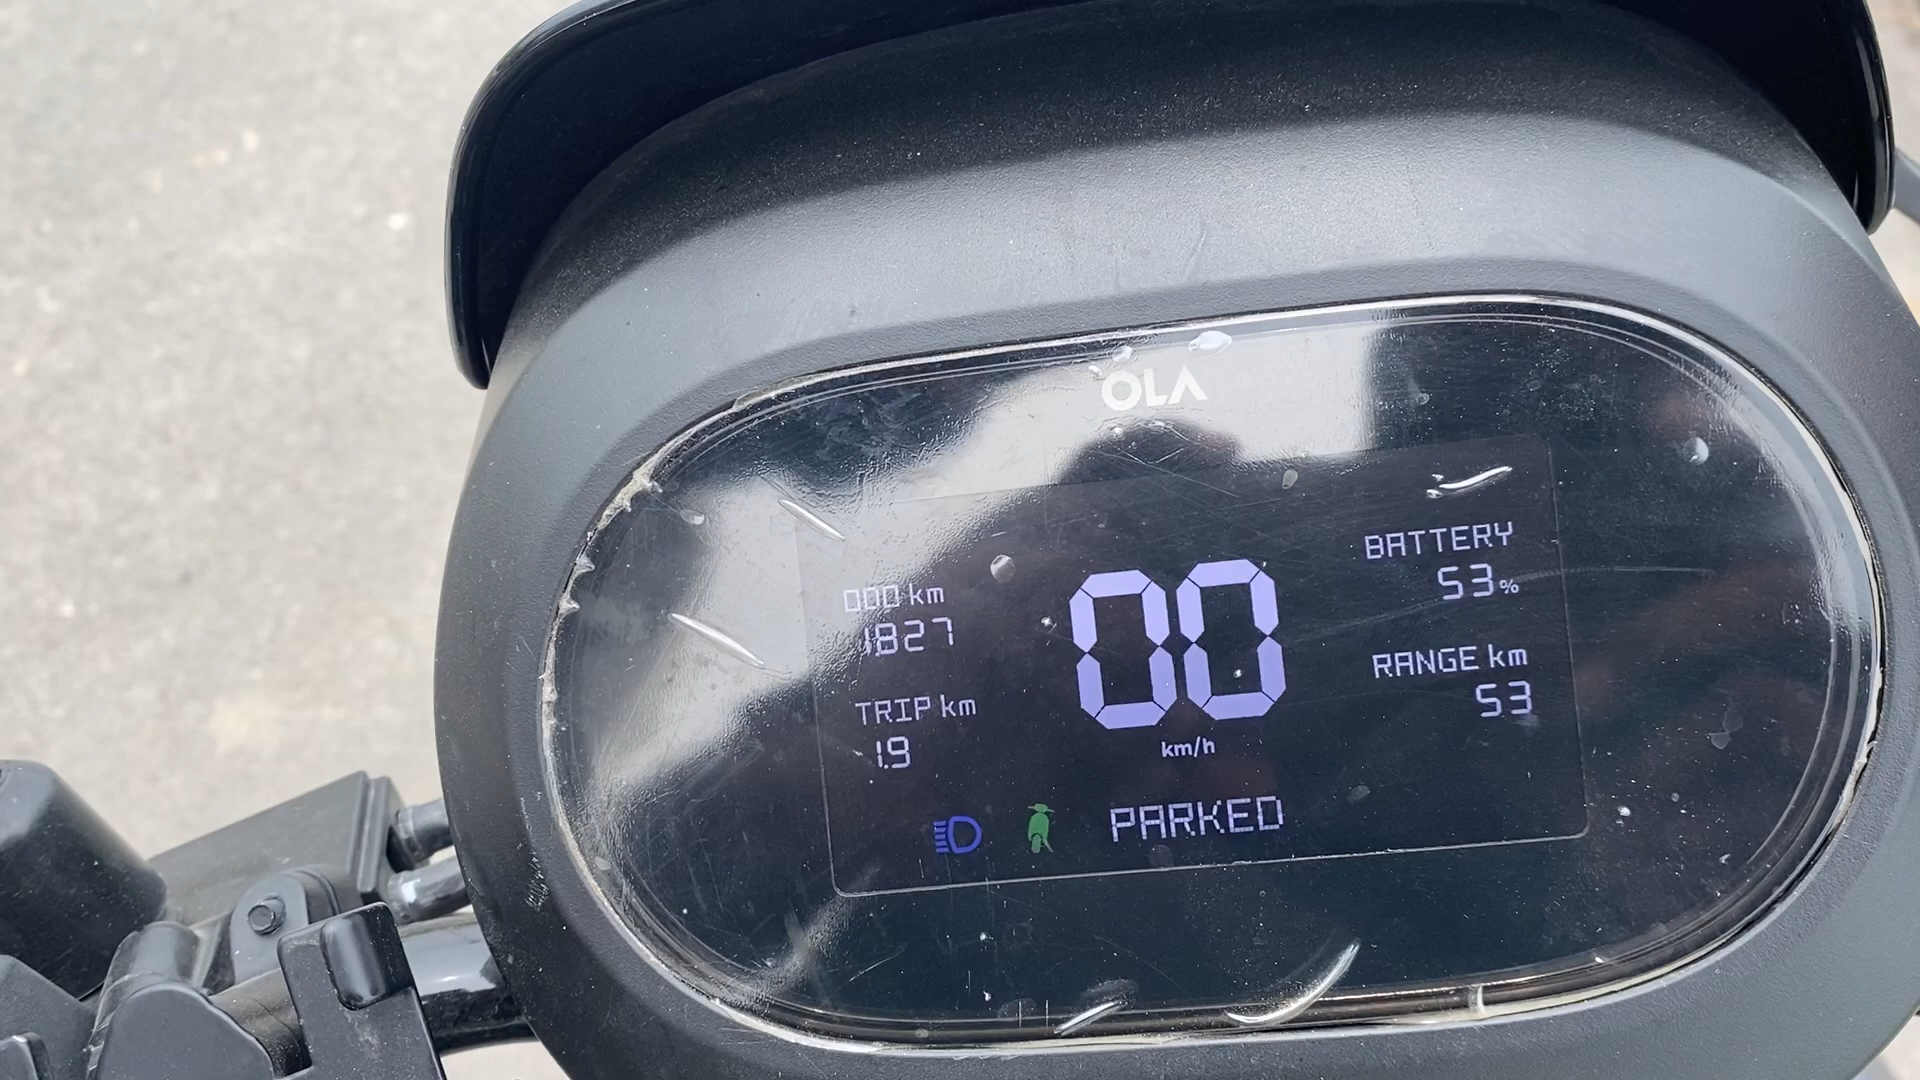 OLA
ODO km
1827
TRIP km
1.9
00
km/h
BATTERY
53%
RANGE km
53
PARKED